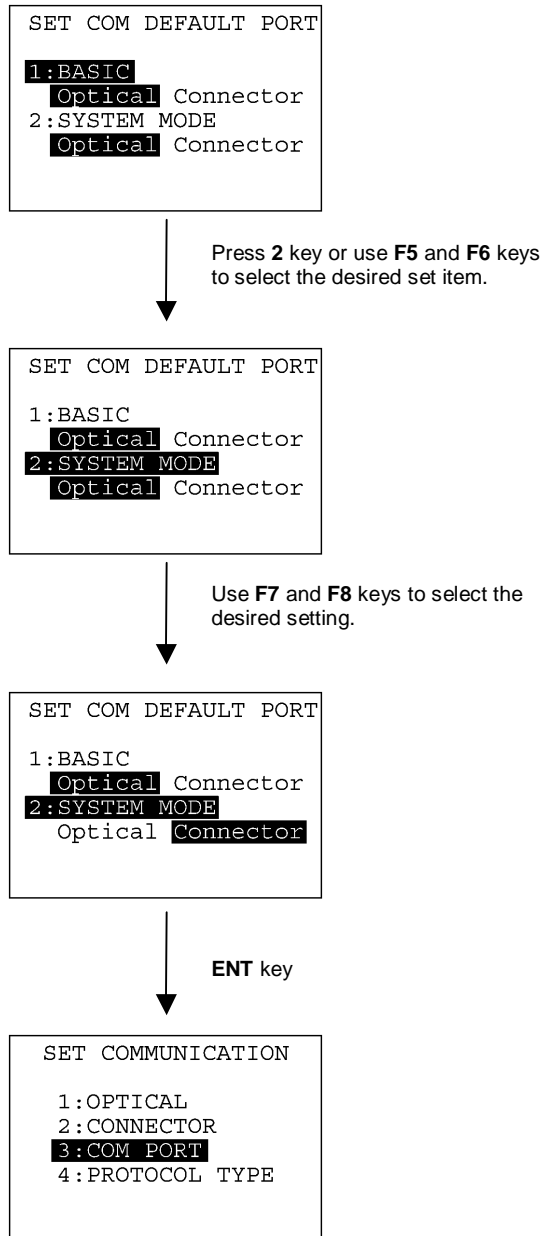 SET COM DEFAULT PORT
1:BASIC
Optical Connector
2:SYSTEM MODE
Optical Connector
Press 2 key or use F5 and F6 keys
to select the desired set item.
SET COM DEFAULT PORT
1:BASIC
Optical Connector
2:SYSTEM MODE
Optical Connector
Use F7 and F8 keys to select the
desired setting.
SET COM DEFAULT PORT
1:BASIC
Optical Connector
2:SYSTEM MODE
Optical Connector
ENT key
SET COMMUNICATION
1:OPTICAL
2:CONNECTOR
3:COM PORT
4:PROTOCOL TYPE